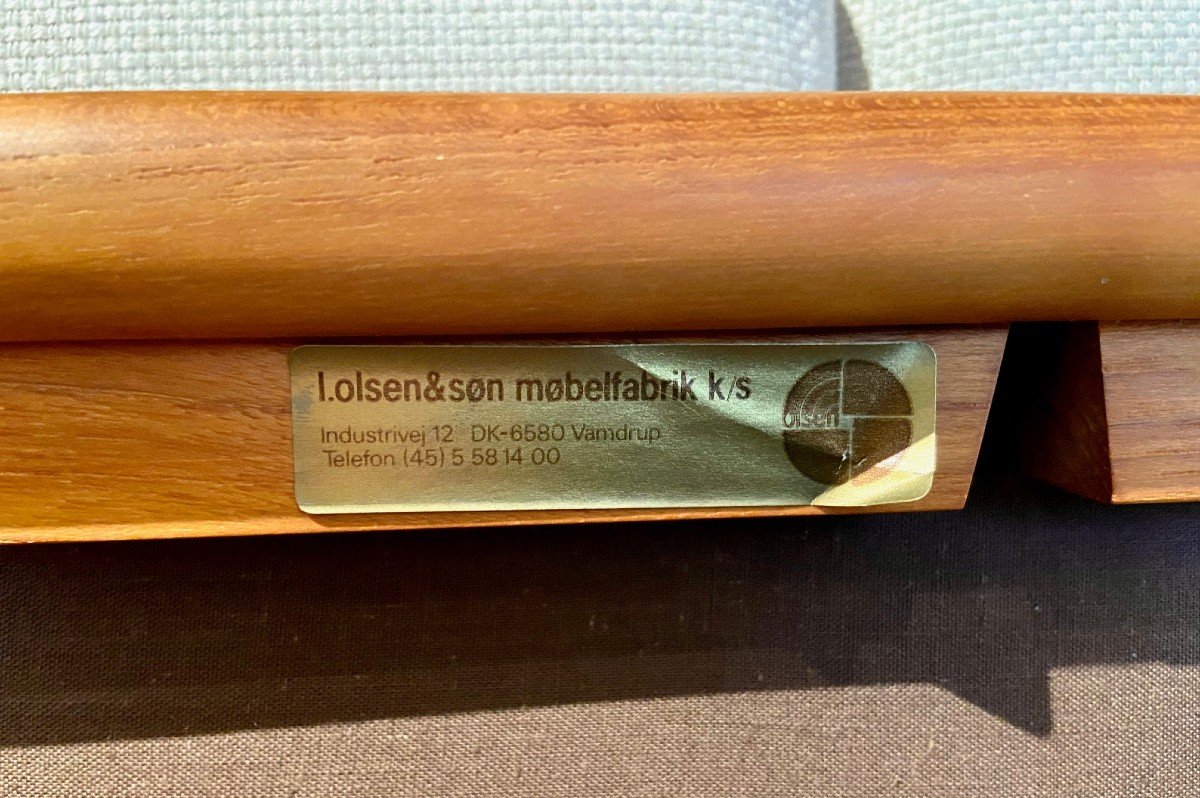 I.olsen&søn møbelfabrik k/s
olsen
Industrivej 12 DK-6580 Vamdrup
Telefon (45) 5 58 14 00